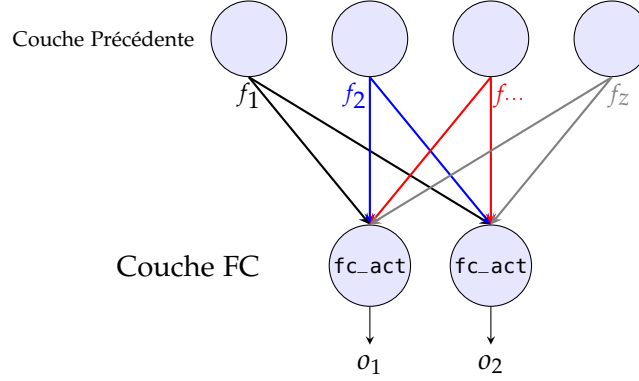 Couche Précédente
f1 f2 f... fz
Couche FC fc_act fc_act
o1 o2